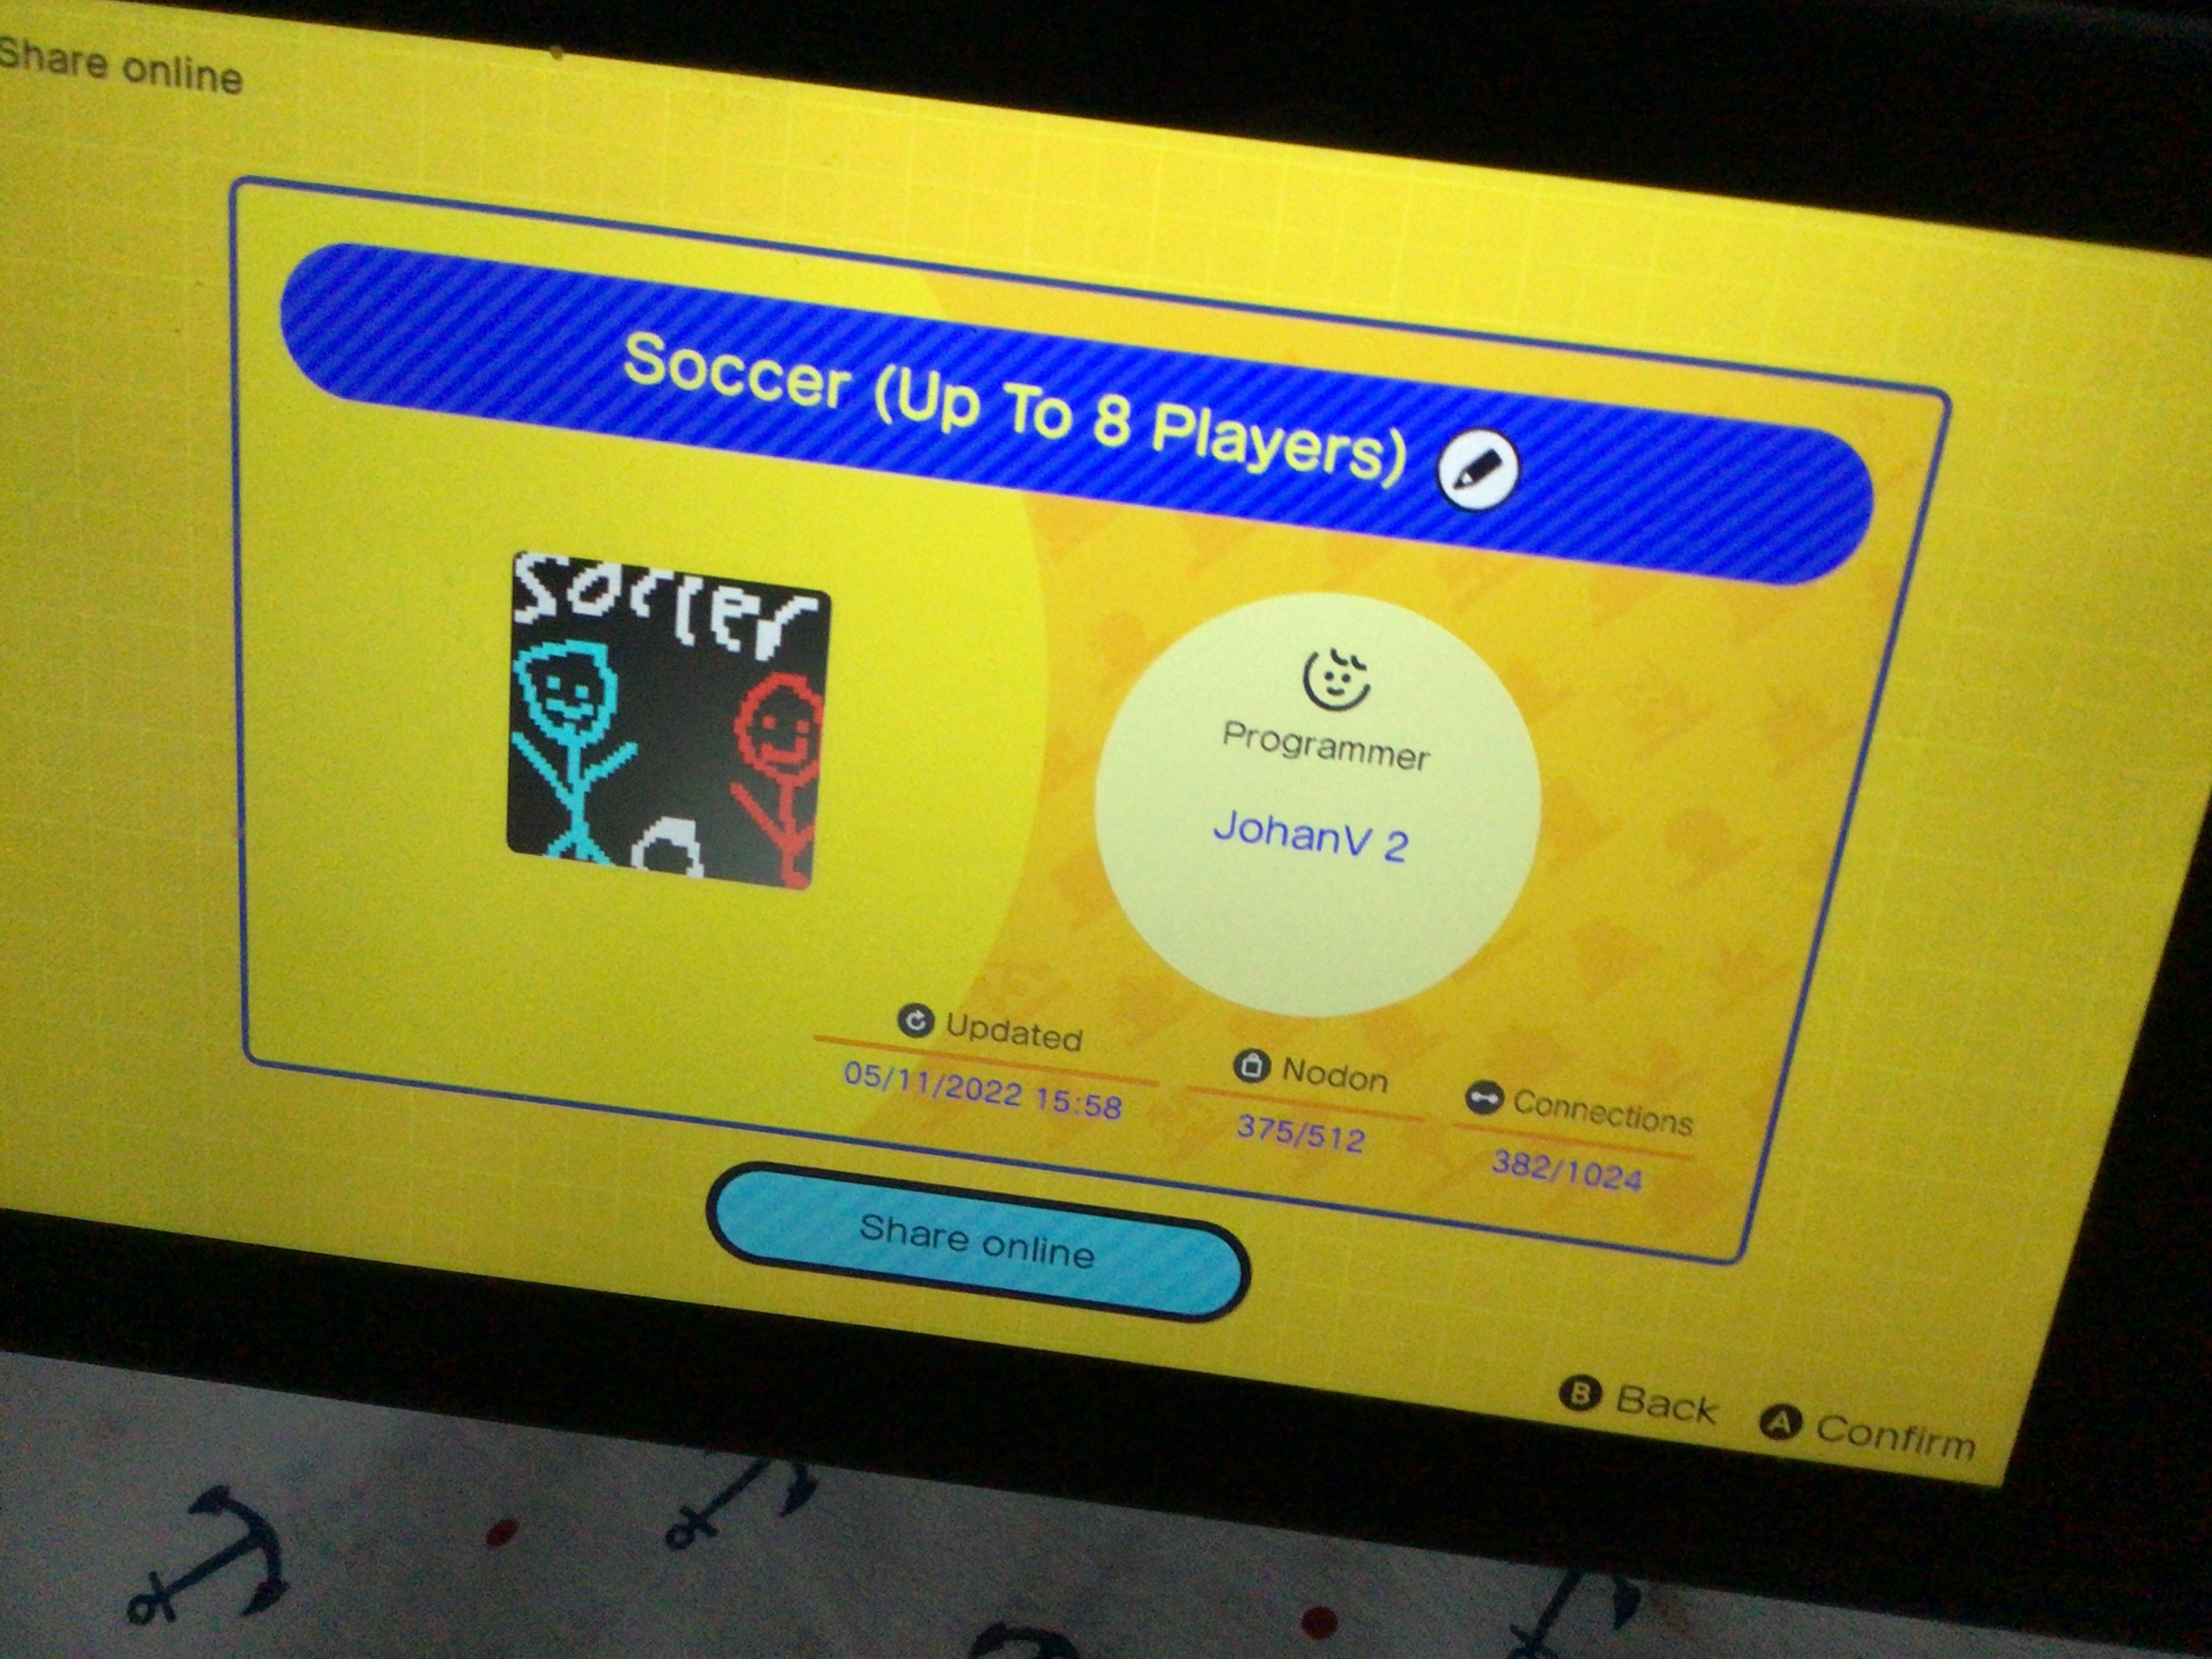 Share online
Soccer (Up To 8 Players)
soccer
Programmer
JohanV 2
Updated
05/11/2022 15:58
Nodon
375/512
Connections
382/1024
Share online
B Back A Confirm